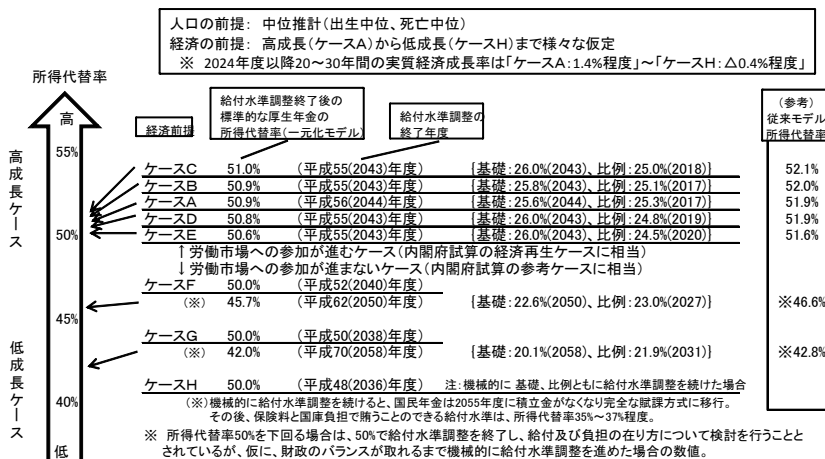 人口の前提： 中位推計（出生中位、死亡中位）
経済の前提： 高成長（ケースA）から低成長（ケースH）まで様々な仮定
※ 2024年度以降20～30年間の実質経済成長率は「ケースA：1.4%程度」～「ケースH：△0.4%程度」
所得代替率
経済前提
給付水準調整終了後の
標準的な厚生年金の
所得代替率（一元化モデル）
給付水準調整の
終了年度
（参考）
従来モデル
所得代替率
高
55%
高成長ケース
ケースC 51.0% （平成55(2043)年度） ｛基礎：26.0%(2043)、比例：25.0%(2018)｝ 52.1%
ケースB 50.9% （平成55(2043)年度） ｛基礎：25.8%(2043)、比例：25.1%(2017)｝ 52.0%
ケースA 50.9% （平成56(2044)年度） ｛基礎：25.6%(2044)、比例：25.3%(2017)｝ 51.9%
ケースD 50.8% （平成55(2043)年度） ｛基礎：26.0%(2043)、比例：24.8%(2019)｝ 51.9%
50%
ケースE 50.6% （平成55(2043)年度） ｛基礎：26.0%(2043)、比例：24.5%(2020)｝ 51.6%
↑労働市場への参加が進むケース（内閣府試算の経済再生ケースに相当）
↓労働市場への参加が進まないケース（内閣府試算の参考ケースに相当）
ケースF 50.0% （平成52(2040)年度）
（※） 45.7% （平成62(2050)年度） ｛基礎：22.6%(2050)、比例：23.0%(2027)｝ ※46.6%
45%
低成長ケース
ケースG 50.0% （平成50(2038)年度）
（※） 42.0% （平成70(2058)年度） ｛基礎：20.1%(2058)、比例：21.9%(2031)｝ ※42.8%
ケースH 50.0% （平成48(2036)年度） 注：機械的に 基礎、比例ともに給付水準調整を続けた場合
40%
（※）機械的に給付水準調整を続けると、国民年金は2055年度に積立金がなくなり完全な賦課方式に移行。
その後、保険料と国庫負担で賄うことのできる給付水準は、所得代替率35%～37%程度。
低
※ 所得代替率50%を下回る場合は、50%で給付水準調整を終了し、給付及び負担の在り方について検討を行うことと
されているが、仮に、財政のバランスが取れるまで機械的に給付水準調整を進めた場合の数値。